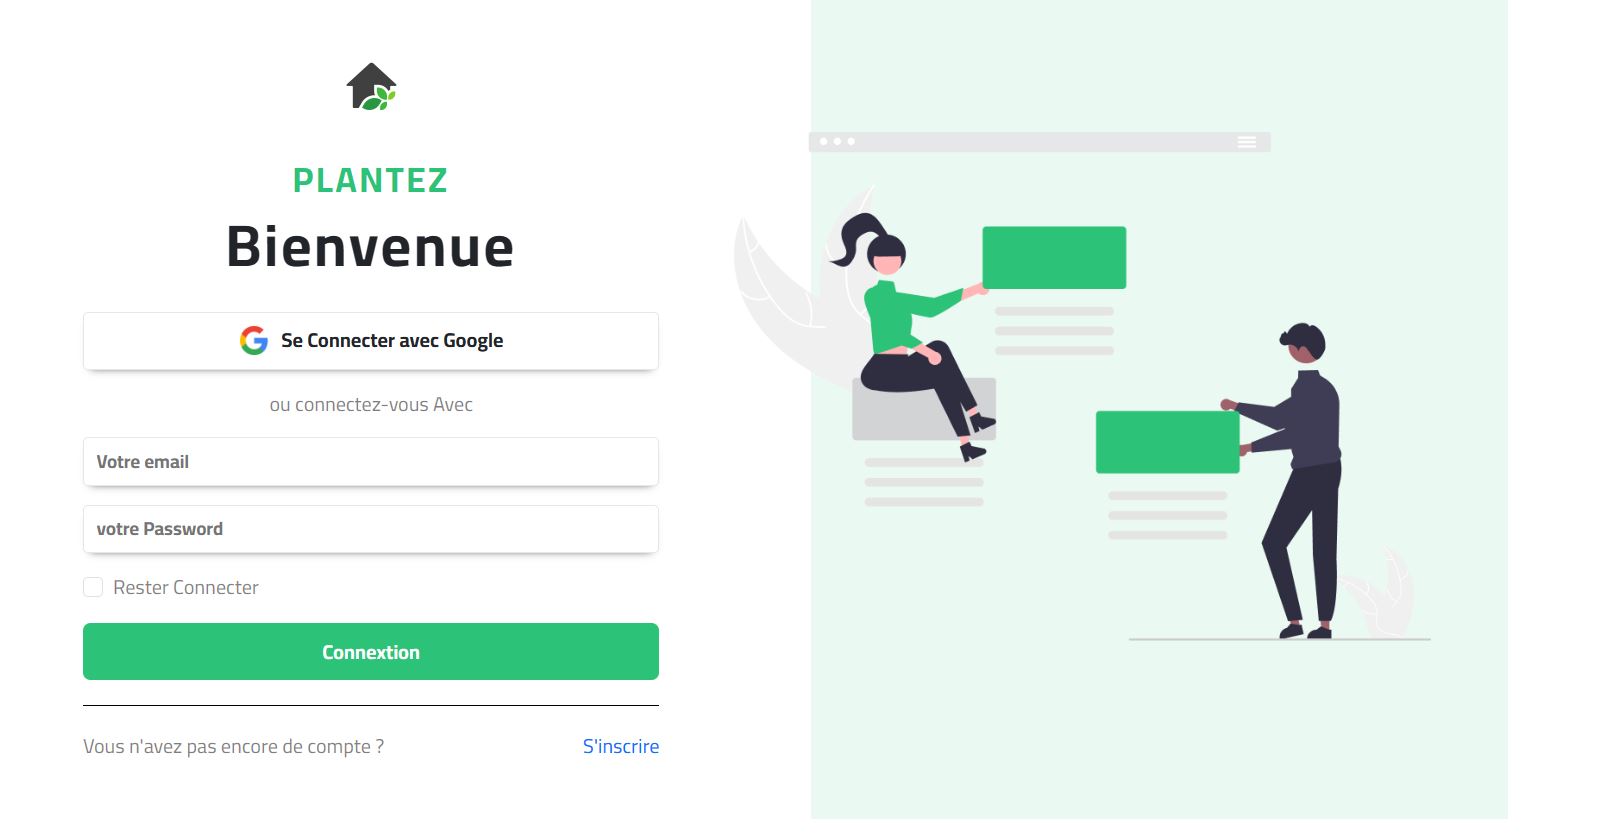 PLANTEZ
Bienvenue
Se Connecter avec Google
ou connectez-vous Avec
Votre email
votre Password
Rester Connecter
Connextion
Vous n'avez pas encore de compte ?
S'inscrire